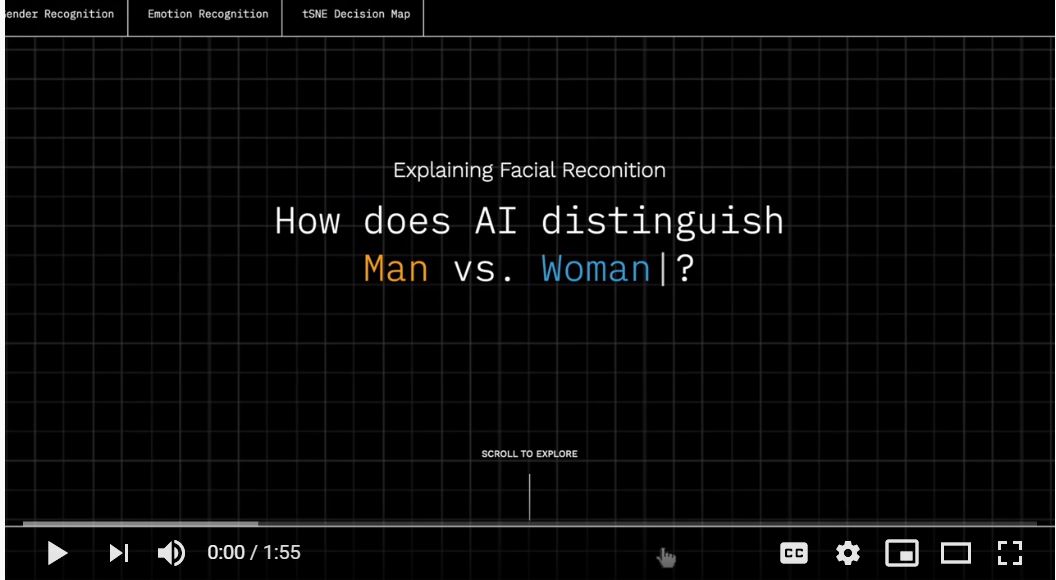 Emotion Recognition
tSNE Decision Map
Recognition
Explaining Facial Reconition
How does AI distinguish
Man vs. Woman|?
SCROLL TO EXPLORE
0:00 / 1:55
CC